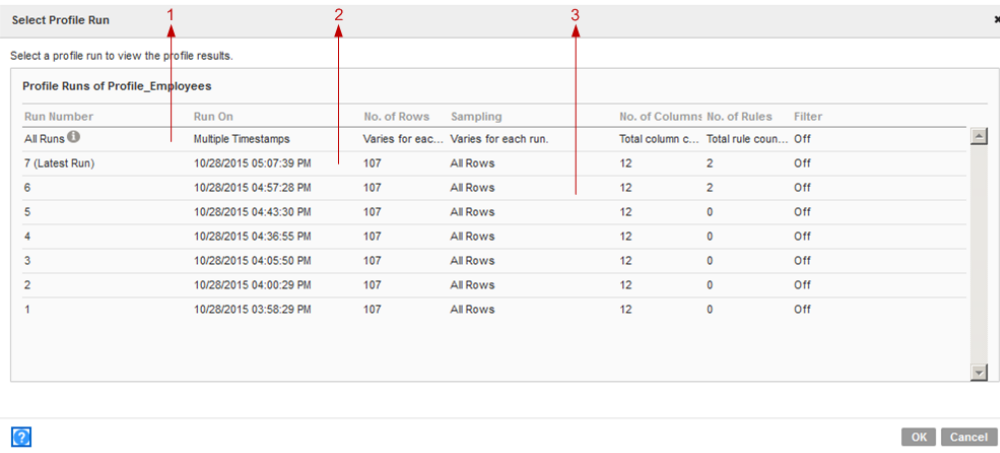 1 2 3
Select Profile Run ×
Select a profile run to view the profile results.
Profile Runs of Profile_Employees
Run Number Run On No. of Rows Sampling No. of Columns No. of Rules Filter
All Runs Multiple Timestamps Varies for eac... Varies for each run. Total column c... Total rule coun... Off
7 (Latest Run) 10/28/2015 05:07:39 PM 107 All Rows 12 2 Off
6 10/28/2015 04:57:28 PM 107 All Rows 12 2 Off
5 10/28/2015 04:43:30 PM 107 All Rows 12 0 Off
4 10/28/2015 04:36:55 PM 107 All Rows 12 0 Off
3 10/28/2015 04:05:50 PM 107 All Rows 12 0 Off
2 10/28/2015 04:00:29 PM 107 All Rows 12 0 Off
1 10/28/2015 03:58:29 PM 107 All Rows 12 0 Off
? OK Cancel